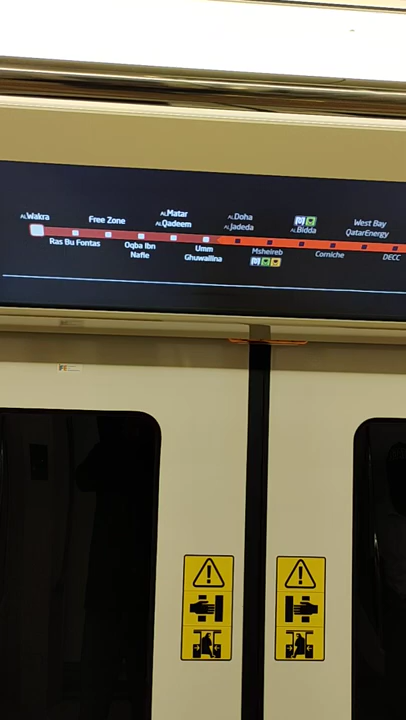 AL Wakra
Ras Bu Fontas
Free Zone
Oqba Ibn
Nafie
AL Matar
AL Qadeem
Umm
Ghuwailina
AL Doha
AL Jadeda
Msheireb
M
AL Bidda
Corniche
West Bay
QatarEnergy
DECC